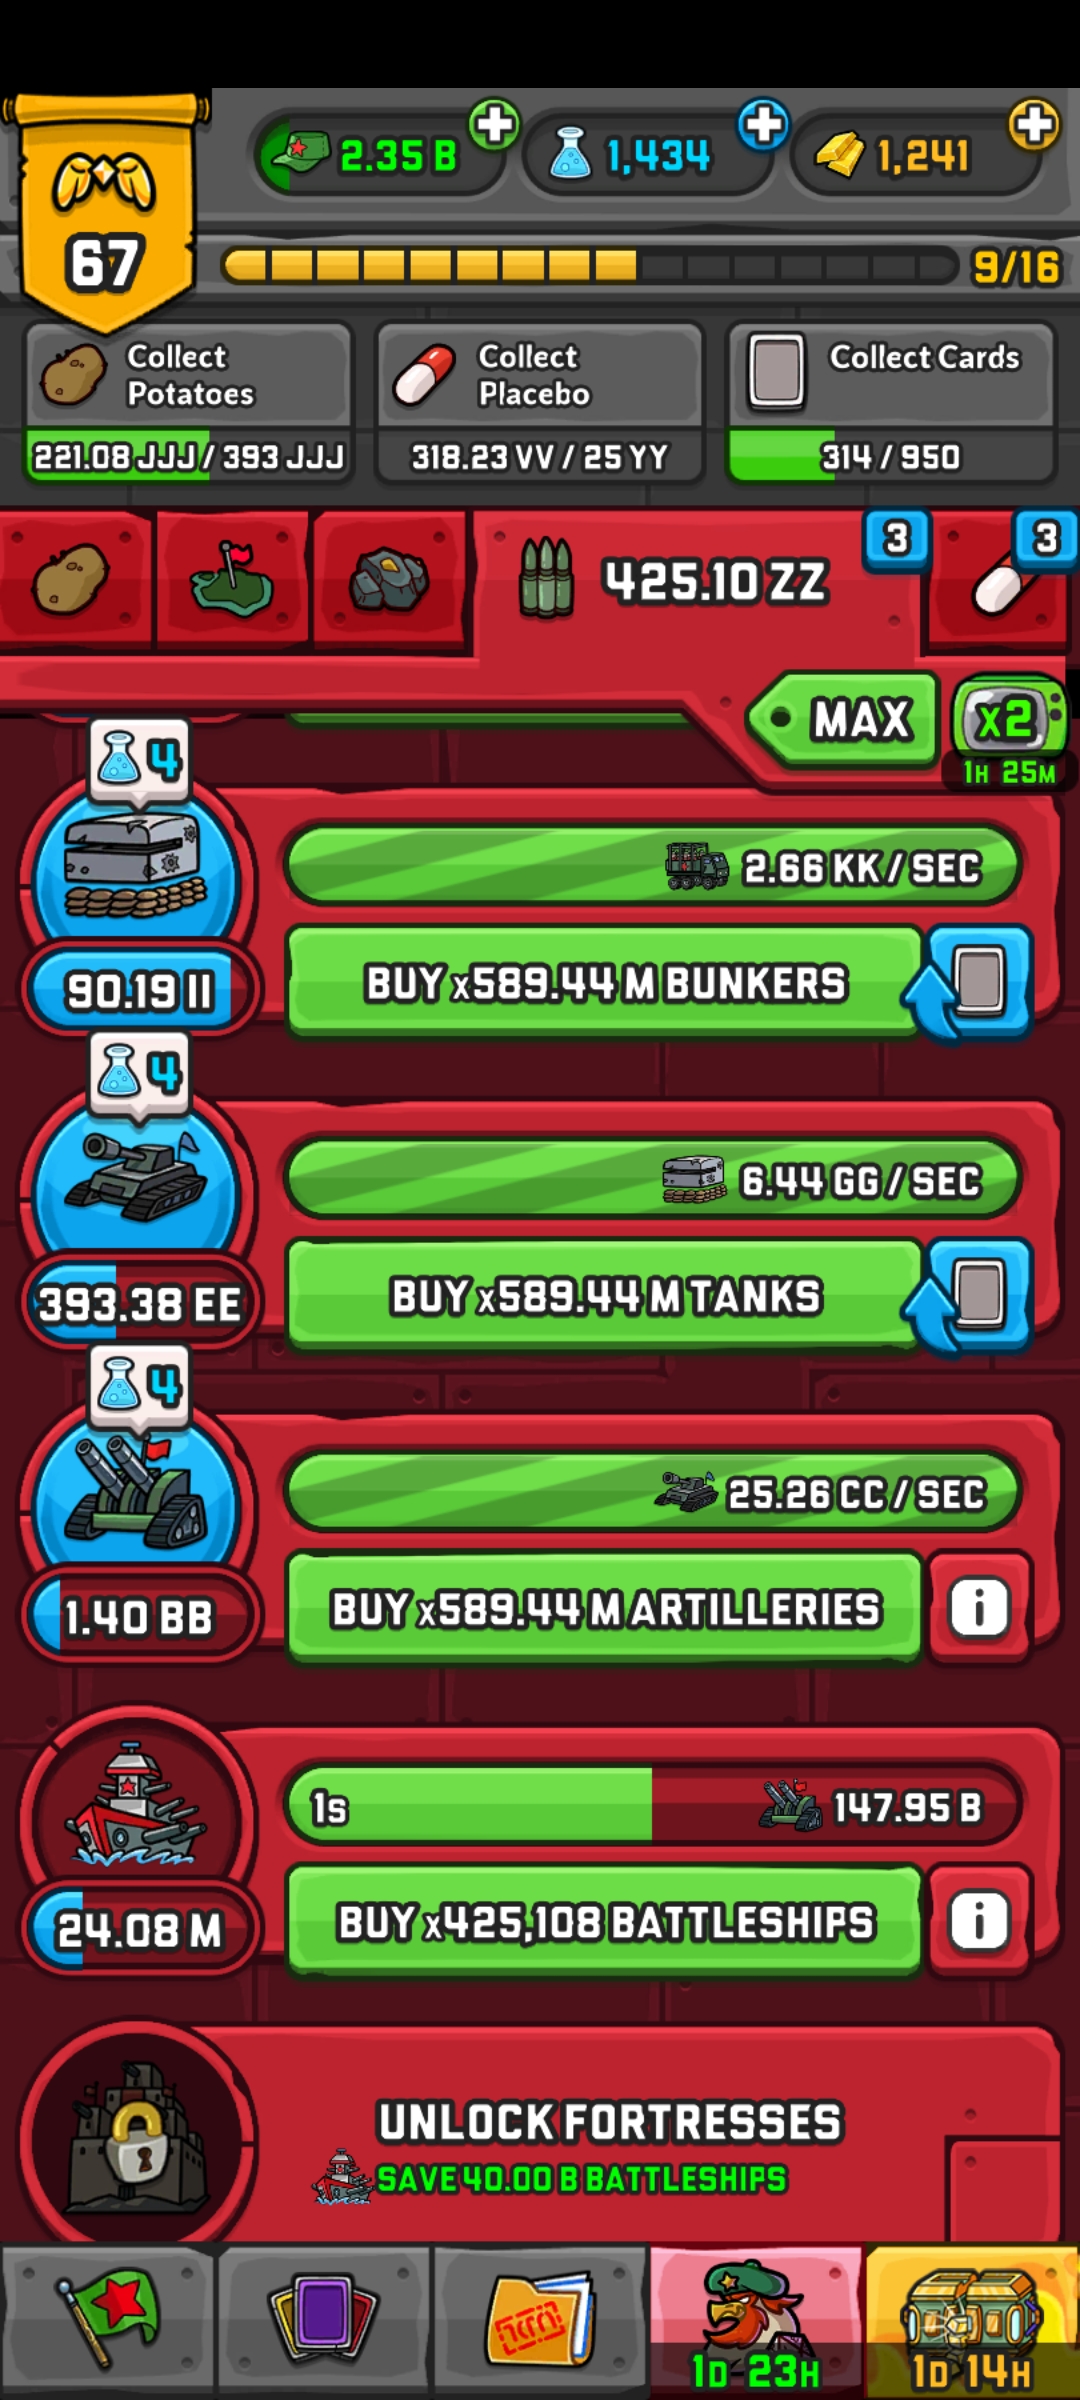 2.35 B
1,434
1,241
67
9/16
Collect
Potatoes
221.08 JJJ / 393 JJJ
Collect
Placebo
318.23 VV / 25 YY
Collect Cards
314 / 950
425.10 ZZ
3
3
MAX
x2
1H 25M
4
2.66 KK / SEC
90.19 II
BUY x589.44 M BUNKERS
4
6.44 GG / SEC
393.38 EE
BUY x589.44 M TANKS
4
25.26 CC / SEC
1.40 BB
BUY x589.44 M ARTILLERIES
i
1s
147.95 B
24.08 M
BUY x425,108 BATTLESHIPS
i
UNLOCK FORTRESSES
SAVE 40.00 B BATTLESHIPS
1D 23H
1D 14H